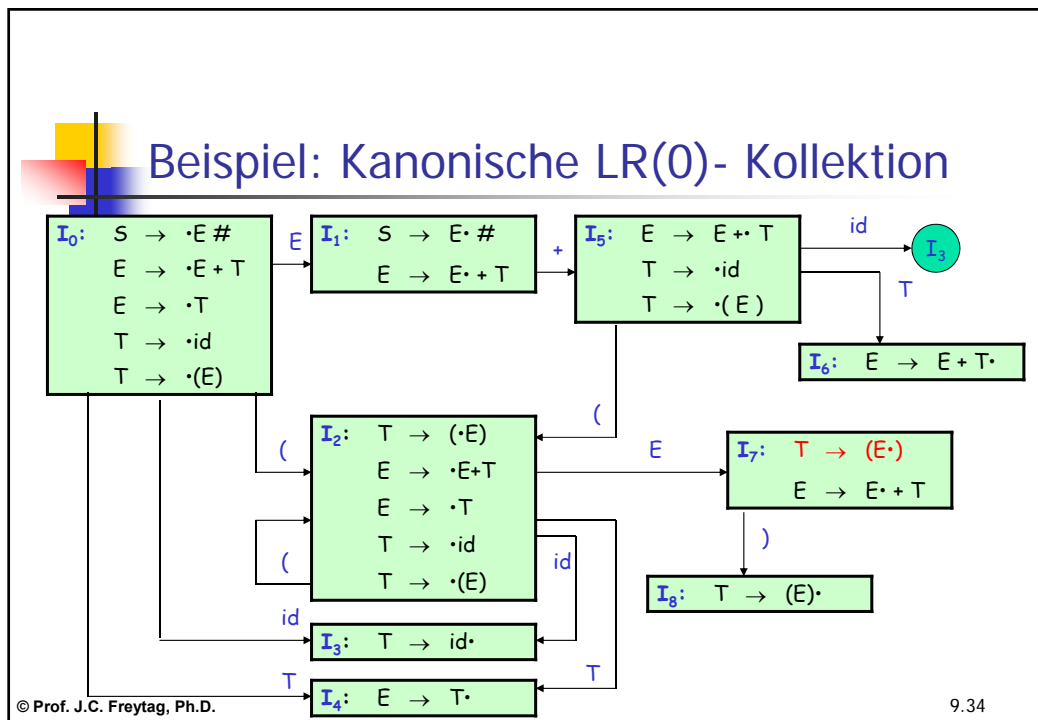 Beispiel: Kanonische LR(0)- Kollektion
I₀: S → ·E #
E → ·E + T
E → ·T
T → ·id
T → ·(E)
E
I₁: S → E· #
E → E· + T
+
I₅: E → E +· T
T → ·id
T → ·( E )
id
I₃
T
I₆: E → E + T·
(
(
I₂: T → (·E)
E → ·E+T
E → ·T
T → ·id
T → ·(E)
(
E
I₇: T → (E·)
E → E· + T
)
I₈: T → (E)·
id
id
I₃: T → id·
T
T
I₄: E → T·
© Prof. J.C. Freytag, Ph.D.
9.34